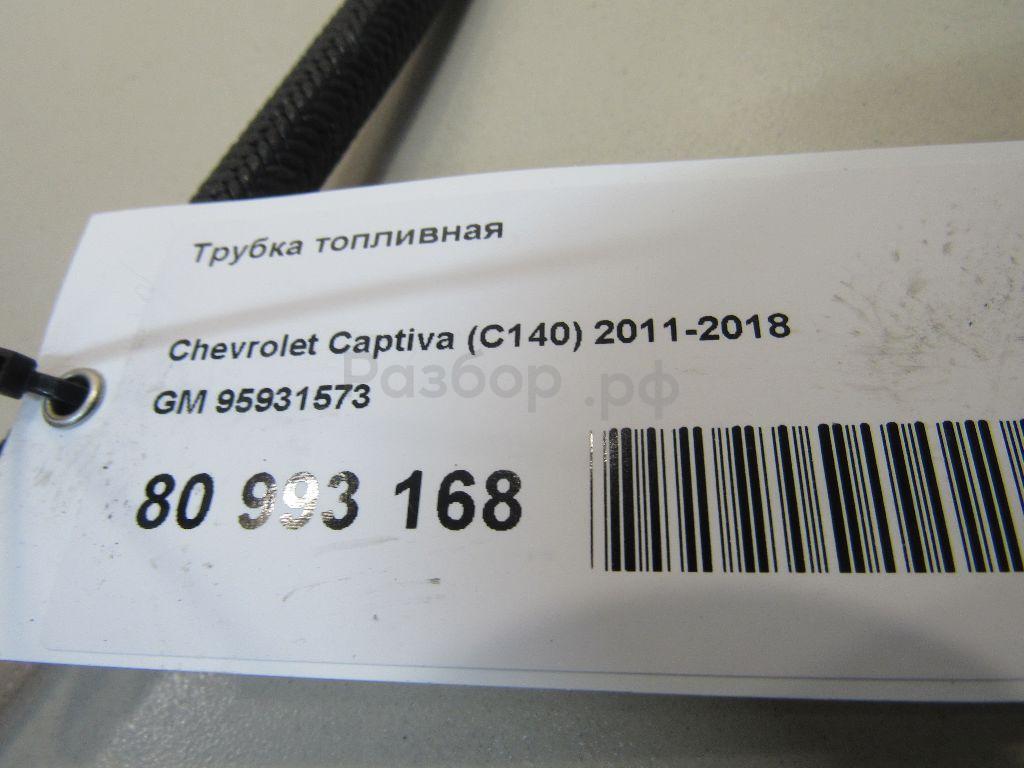 Трубка топливная
Chevrolet Captiva (C140) 2011-2018
Разбор.рф
GM 95931573
80 993 168